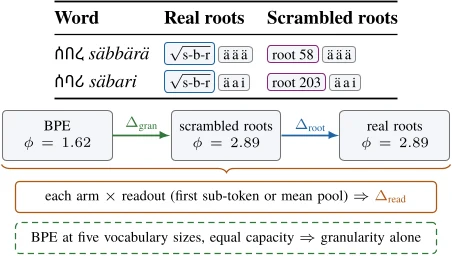 Word Real roots Scrambled roots
ሰበረ säbbärä √s-b-r ä ä ä root 58 ä ä ä
ሰባሪ säbari √s-b-r ä a i root 203 ä a i
BPE Δgran scrambled roots Δroot real roots
ϕ = 1.62 ϕ = 2.89 ϕ = 2.89
each arm × readout (first sub-token or mean pool) ⇒ Δread
BPE at five vocabulary sizes, equal capacity ⇒ granularity alone